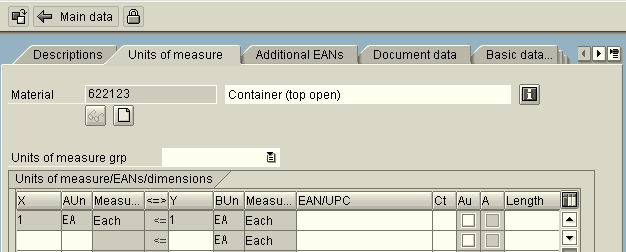 Main data
Descriptions Units of measure Additional EANs Document data Basic data...
Material 622123 Container (top open)
Units of measure grp
Units of measure/EANs/dimensions
X AUn Measu... <=> Y BUn Measu... EAN/UPC Ct Au A Length
1 EA Each <= 1 EA Each
<= EA Each